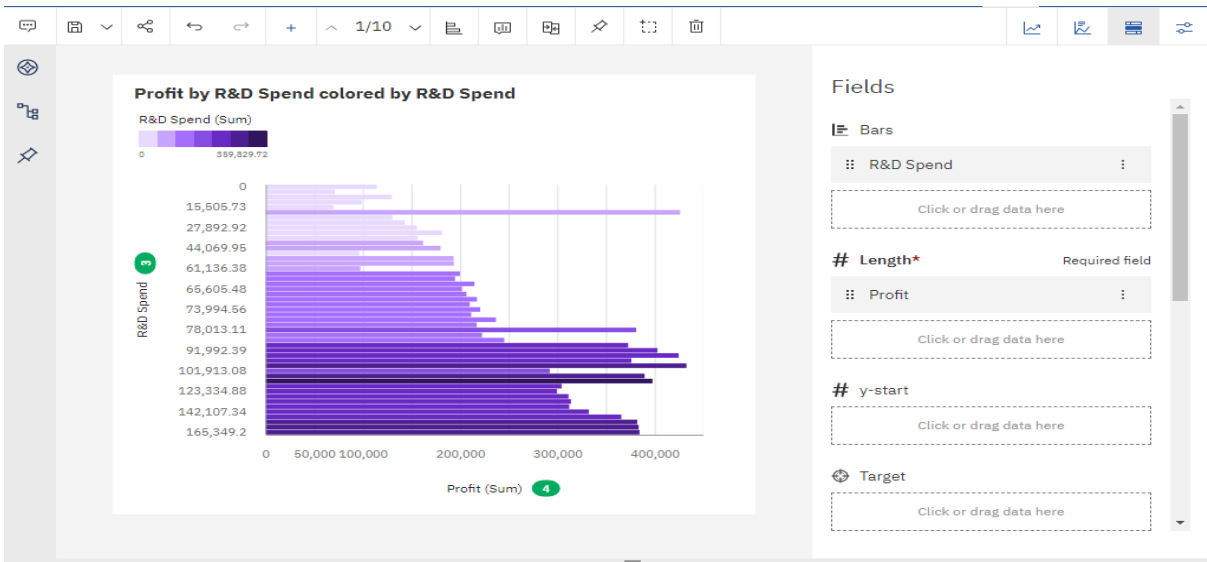 1/10
Profit by R&D Spend colored by R&D Spend
R&D Spend (Sum)
0 359,829.72
0
15,505.73
27,892.92
44,069.95
61,136.38
65,605.48
73,994.56
78,013.11
91,992.39
101,913.08
123,334.88
142,107.34
165,349.2
R&D Spend 3
0 50,000 100,000 200,000 300,000 400,000
Profit (Sum) 4
Fields
Bars
R&D Spend
Click or drag data here
# Length* Required field
Profit
Click or drag data here
# y-start
Click or drag data here
Target
Click or drag data here